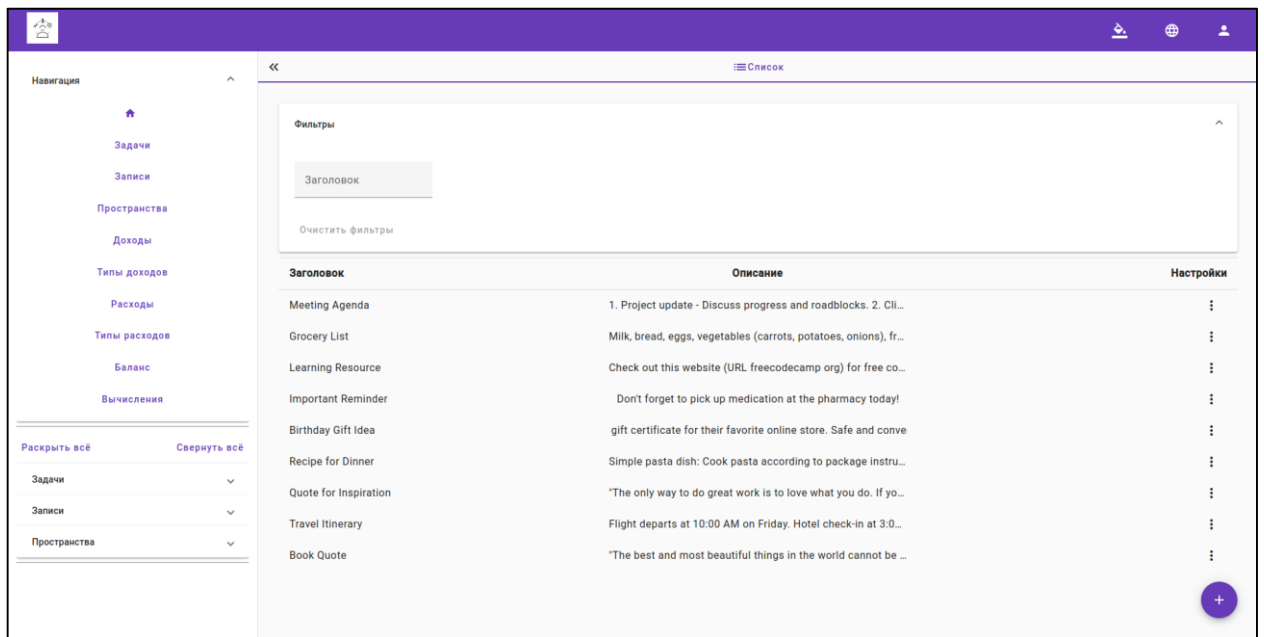 Навигация
Задачи
Записи
Пространства
Доходы
Типы доходов
Расходы
Типы расходов
Баланс
Вычисления
Раскрыть всё Свернуть всё
Задачи
Записи
Пространства
Список
Фильтры
Заголовок
Очистить фильтры
Заголовок Описание Настройки
Meeting Agenda 1. Project update - Discuss progress and roadblocks. 2. Cli…
Grocery List Milk, bread, eggs, vegetables (carrots, potatoes, onions), fr…
Learning Resource Check out this website (URL freecodecamp org) for free co…
Important Reminder Don't forget to pick up medication at the pharmacy today!
Birthday Gift Idea gift certificate for their favorite online store. Safe and conve
Recipe for Dinner Simple pasta dish: Cook pasta according to package instru…
Quote for Inspiration "The only way to do great work is to love what you do. If yo…
Travel Itinerary Flight departs at 10:00 AM on Friday. Hotel check-in at 3:0…
Book Quote "The best and most beautiful things in the world cannot be …